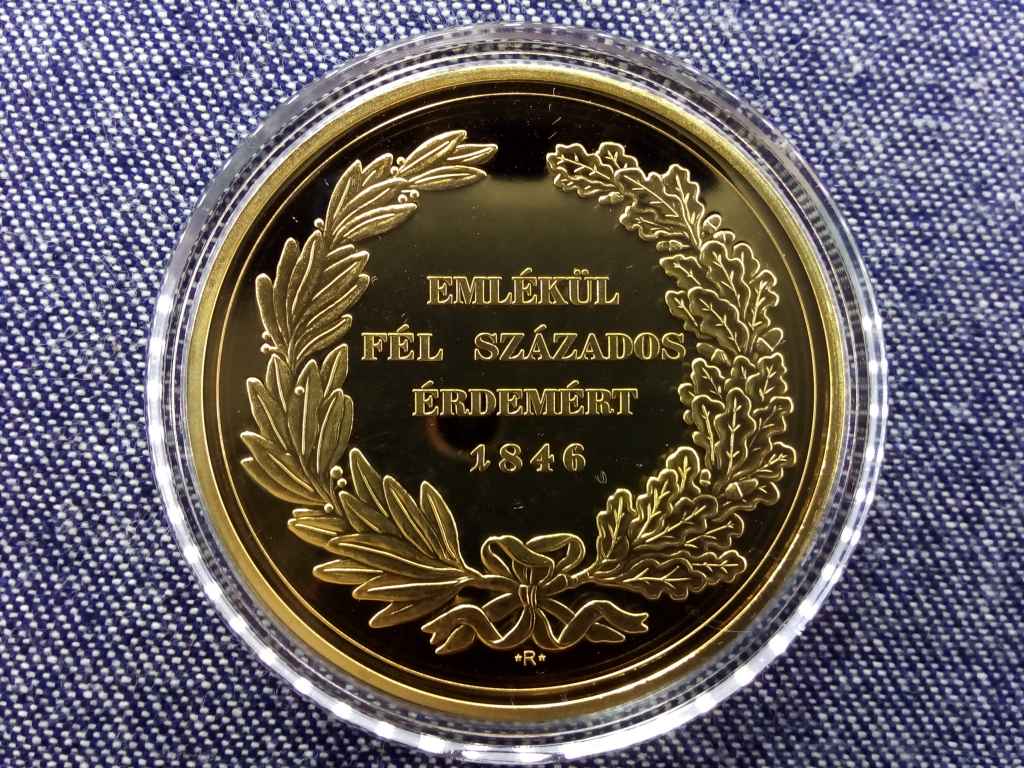 EMLÉKÜL
FÉL SZÁZADOS
ÉRDEMÉRT
1846
*R*